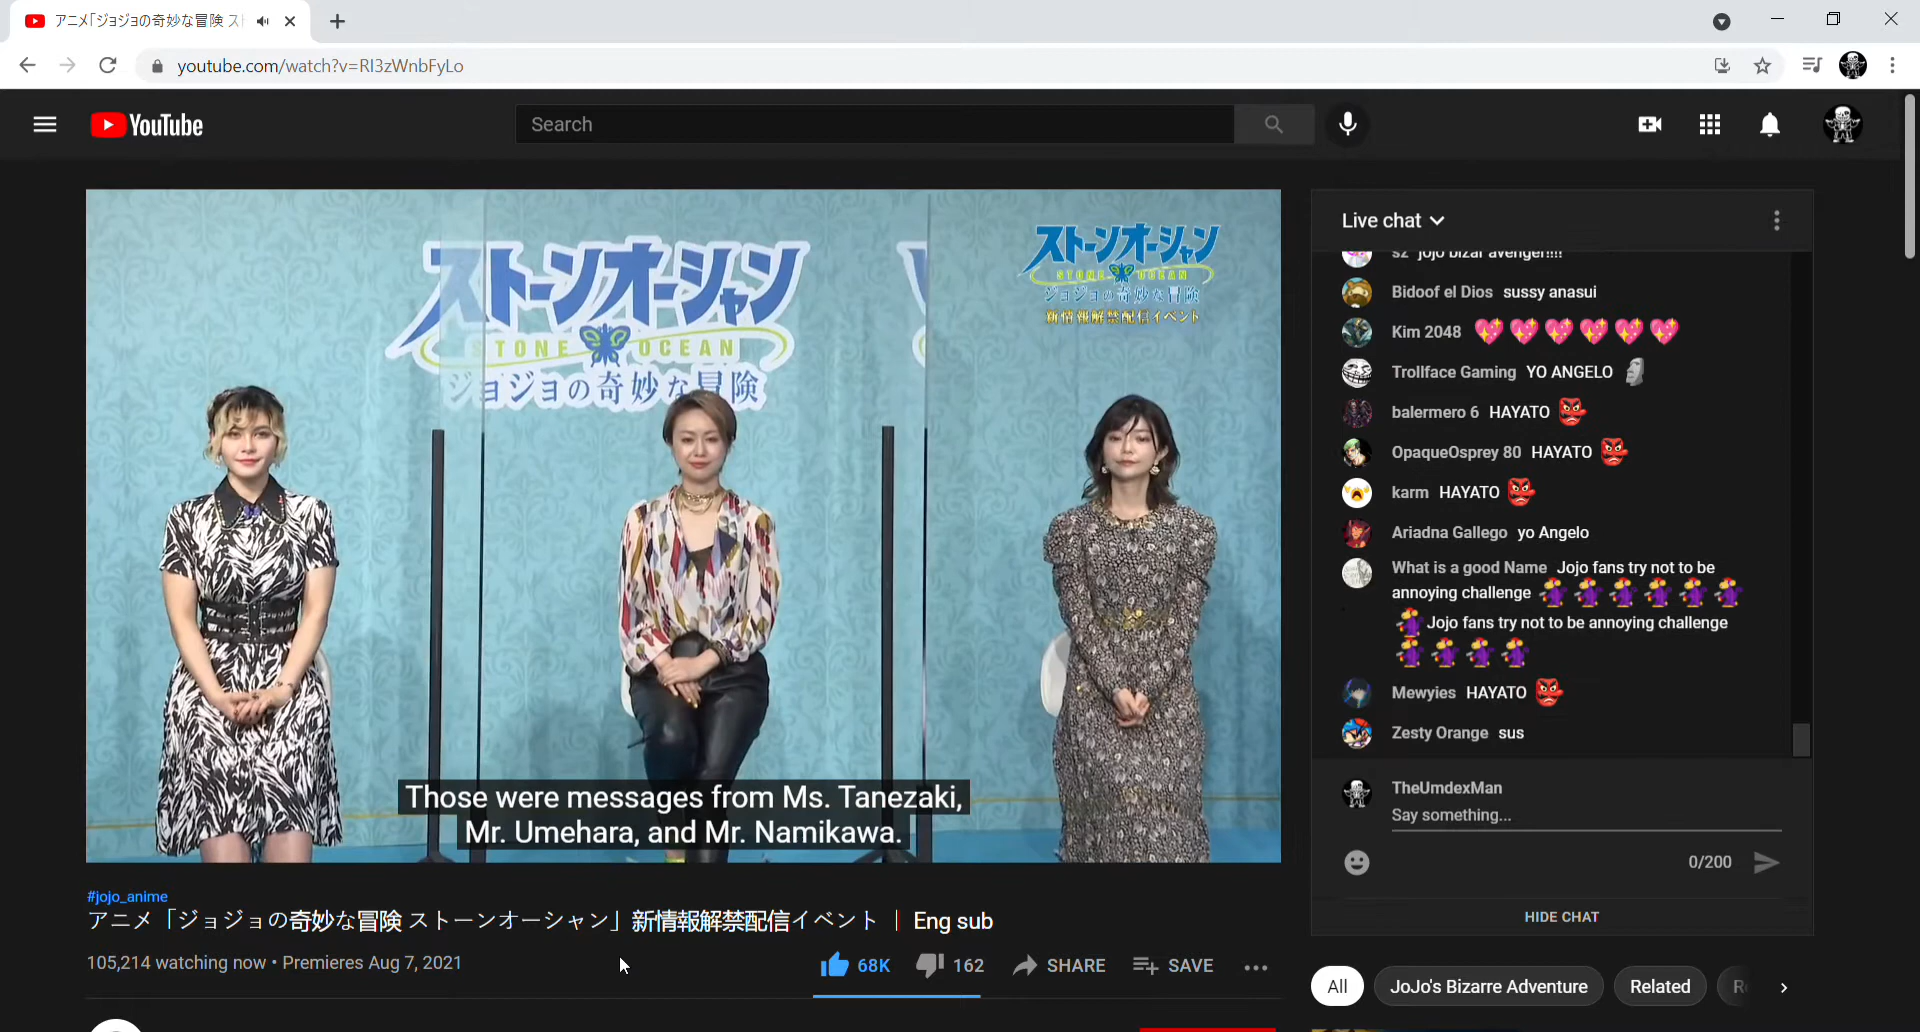 アニメ「ジョジョの奇妙な冒険 ス
youtube.com/watch?v=RI3zWnbFyLo
YouTube
Search
ストーンオーシャン
STONE OCEAN
ジョジョの奇妙な冒険
ストーンオーシャン
STONE OCEAN
ジョジョの奇妙な冒険
新情報解禁配信イベント
Those were messages from Ms. Tanezaki,
Mr. Umehara, and Mr. Namikawa.
#jojo_anime
アニメ「ジョジョの奇妙な冒険 ストーンオーシャン」新情報解禁配信イベント | Eng sub
105,214 watching now • Premieres Aug 7, 2021
68K
162
SHARE
SAVE
Live chat
sz jojo bizar avenger!!!!
Bidoof el Dios sussy anasui
Kim 2048 💖💖💖💖💖💖
Trollface Gaming YO ANGELO 🗿
balermero 6 HAYATO 👺
OpaqueOsprey 80 HAYATO 👺
karm HAYATO 👺
Ariadna Gallego yo Angelo
What is a good Name Jojo fans try not to be
annoying challenge
Jojo fans try not to be annoying challenge
Mewyies HAYATO 👺
Zesty Orange sus
TheUmdexMan
Say something...
0/200
HIDE CHAT
All
JoJo's Bizarre Adventure
Related